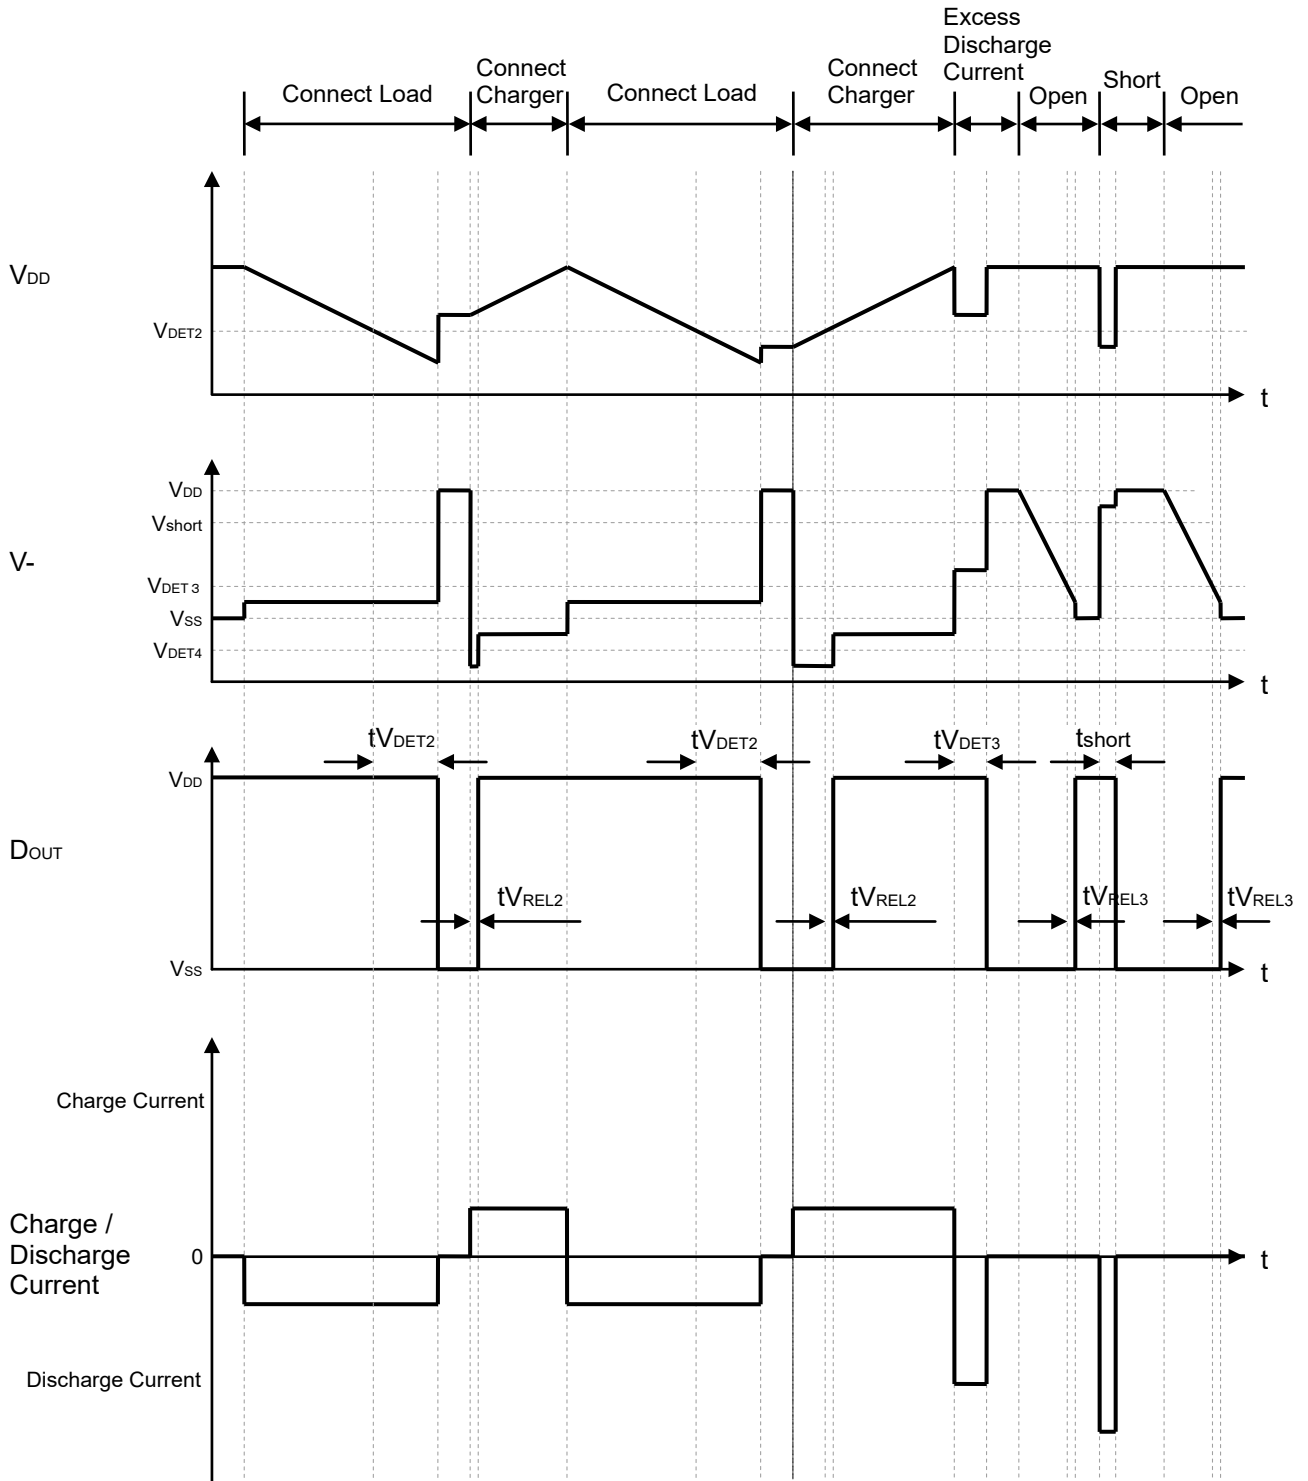 Excess
Discharge
Current
Connect
Charger
Connect Load
Connect Load
Connect
Charger
Open
Short
Open
VDD
VDET2
t
VDD
Vshort
V-
VDET3
VSS
VDET4
t
tVDET2
tVDET2
tVDET3
tshort
VDD
DOUT
tVREL2
tVREL2
tVREL3
tVREL3
VSS
t
Charge Current
Charge /
Discharge
Current
0
t
Discharge Current